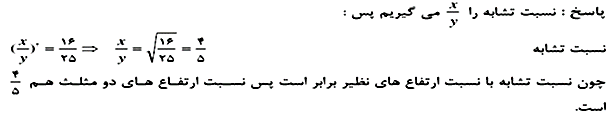 پاسخ : نسبت تشابه را x/y می گیریم پس :
نسبت تشابه (x/y)² = ۱۶/۲۵ ⇒ x/y = √(۱۶/۲۵) = ۴/۵
چون نسبت تشابه با نسبت ارتفاع های نظیر برابر است پس نسبت ارتفاع های دو مثلث هم ۴/۵
است.